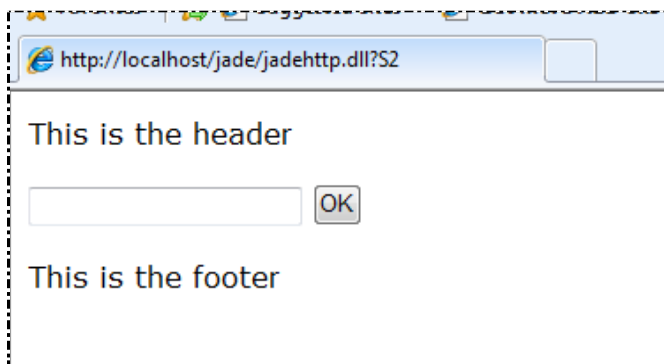 http://localhost/jade/jadehttp.dll?S2
This is the header
OK
This is the footer